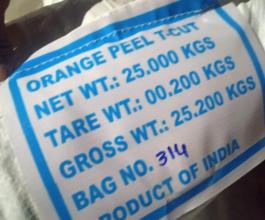 ORANGE PEEL T-CUT
NET WT.: 25.000 KGS
TARE WT.: 00.200 KGS
GROSS WT.: 25.200 KGS
BAG NO. 314
PRODUCT OF INDIA